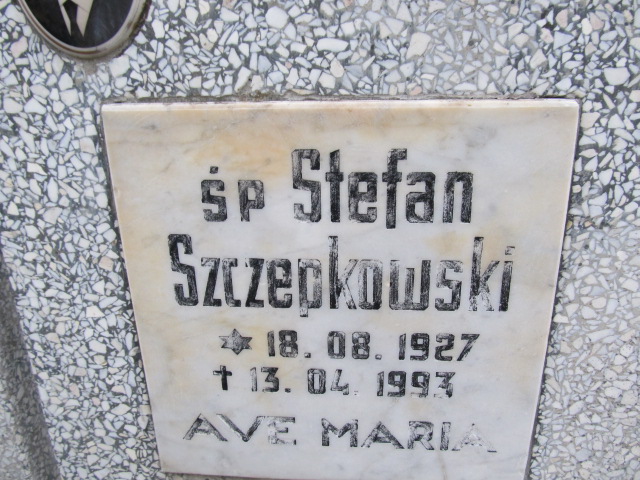 śp Stefan
Szczepkowski
✶ 18. 08. 1927
✝ 13. 04. 1993
AVE MARIA